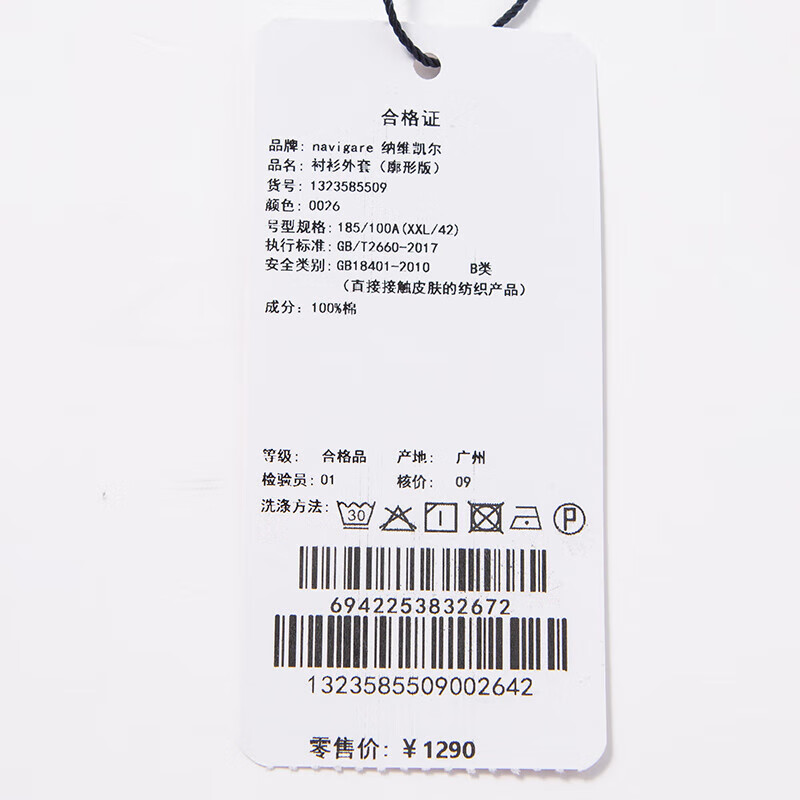 合格证
品牌: navigare 纳维凯尔
品名: 衬衫外套（廓形版）
货号: 1323585509
颜色: 0026
号型规格: 185/100A(XXL/42)
执行标准: GB/T2660-2017
安全类别: GB18401-2010 B类
（直接接触皮肤的纺织产品）
成分: 100%棉
等级: 合格品 产地: 广州
检验员: 01 核价: 09
洗涤方法: 30 P
6942253832672
1323585509002642
零售价: ￥1290